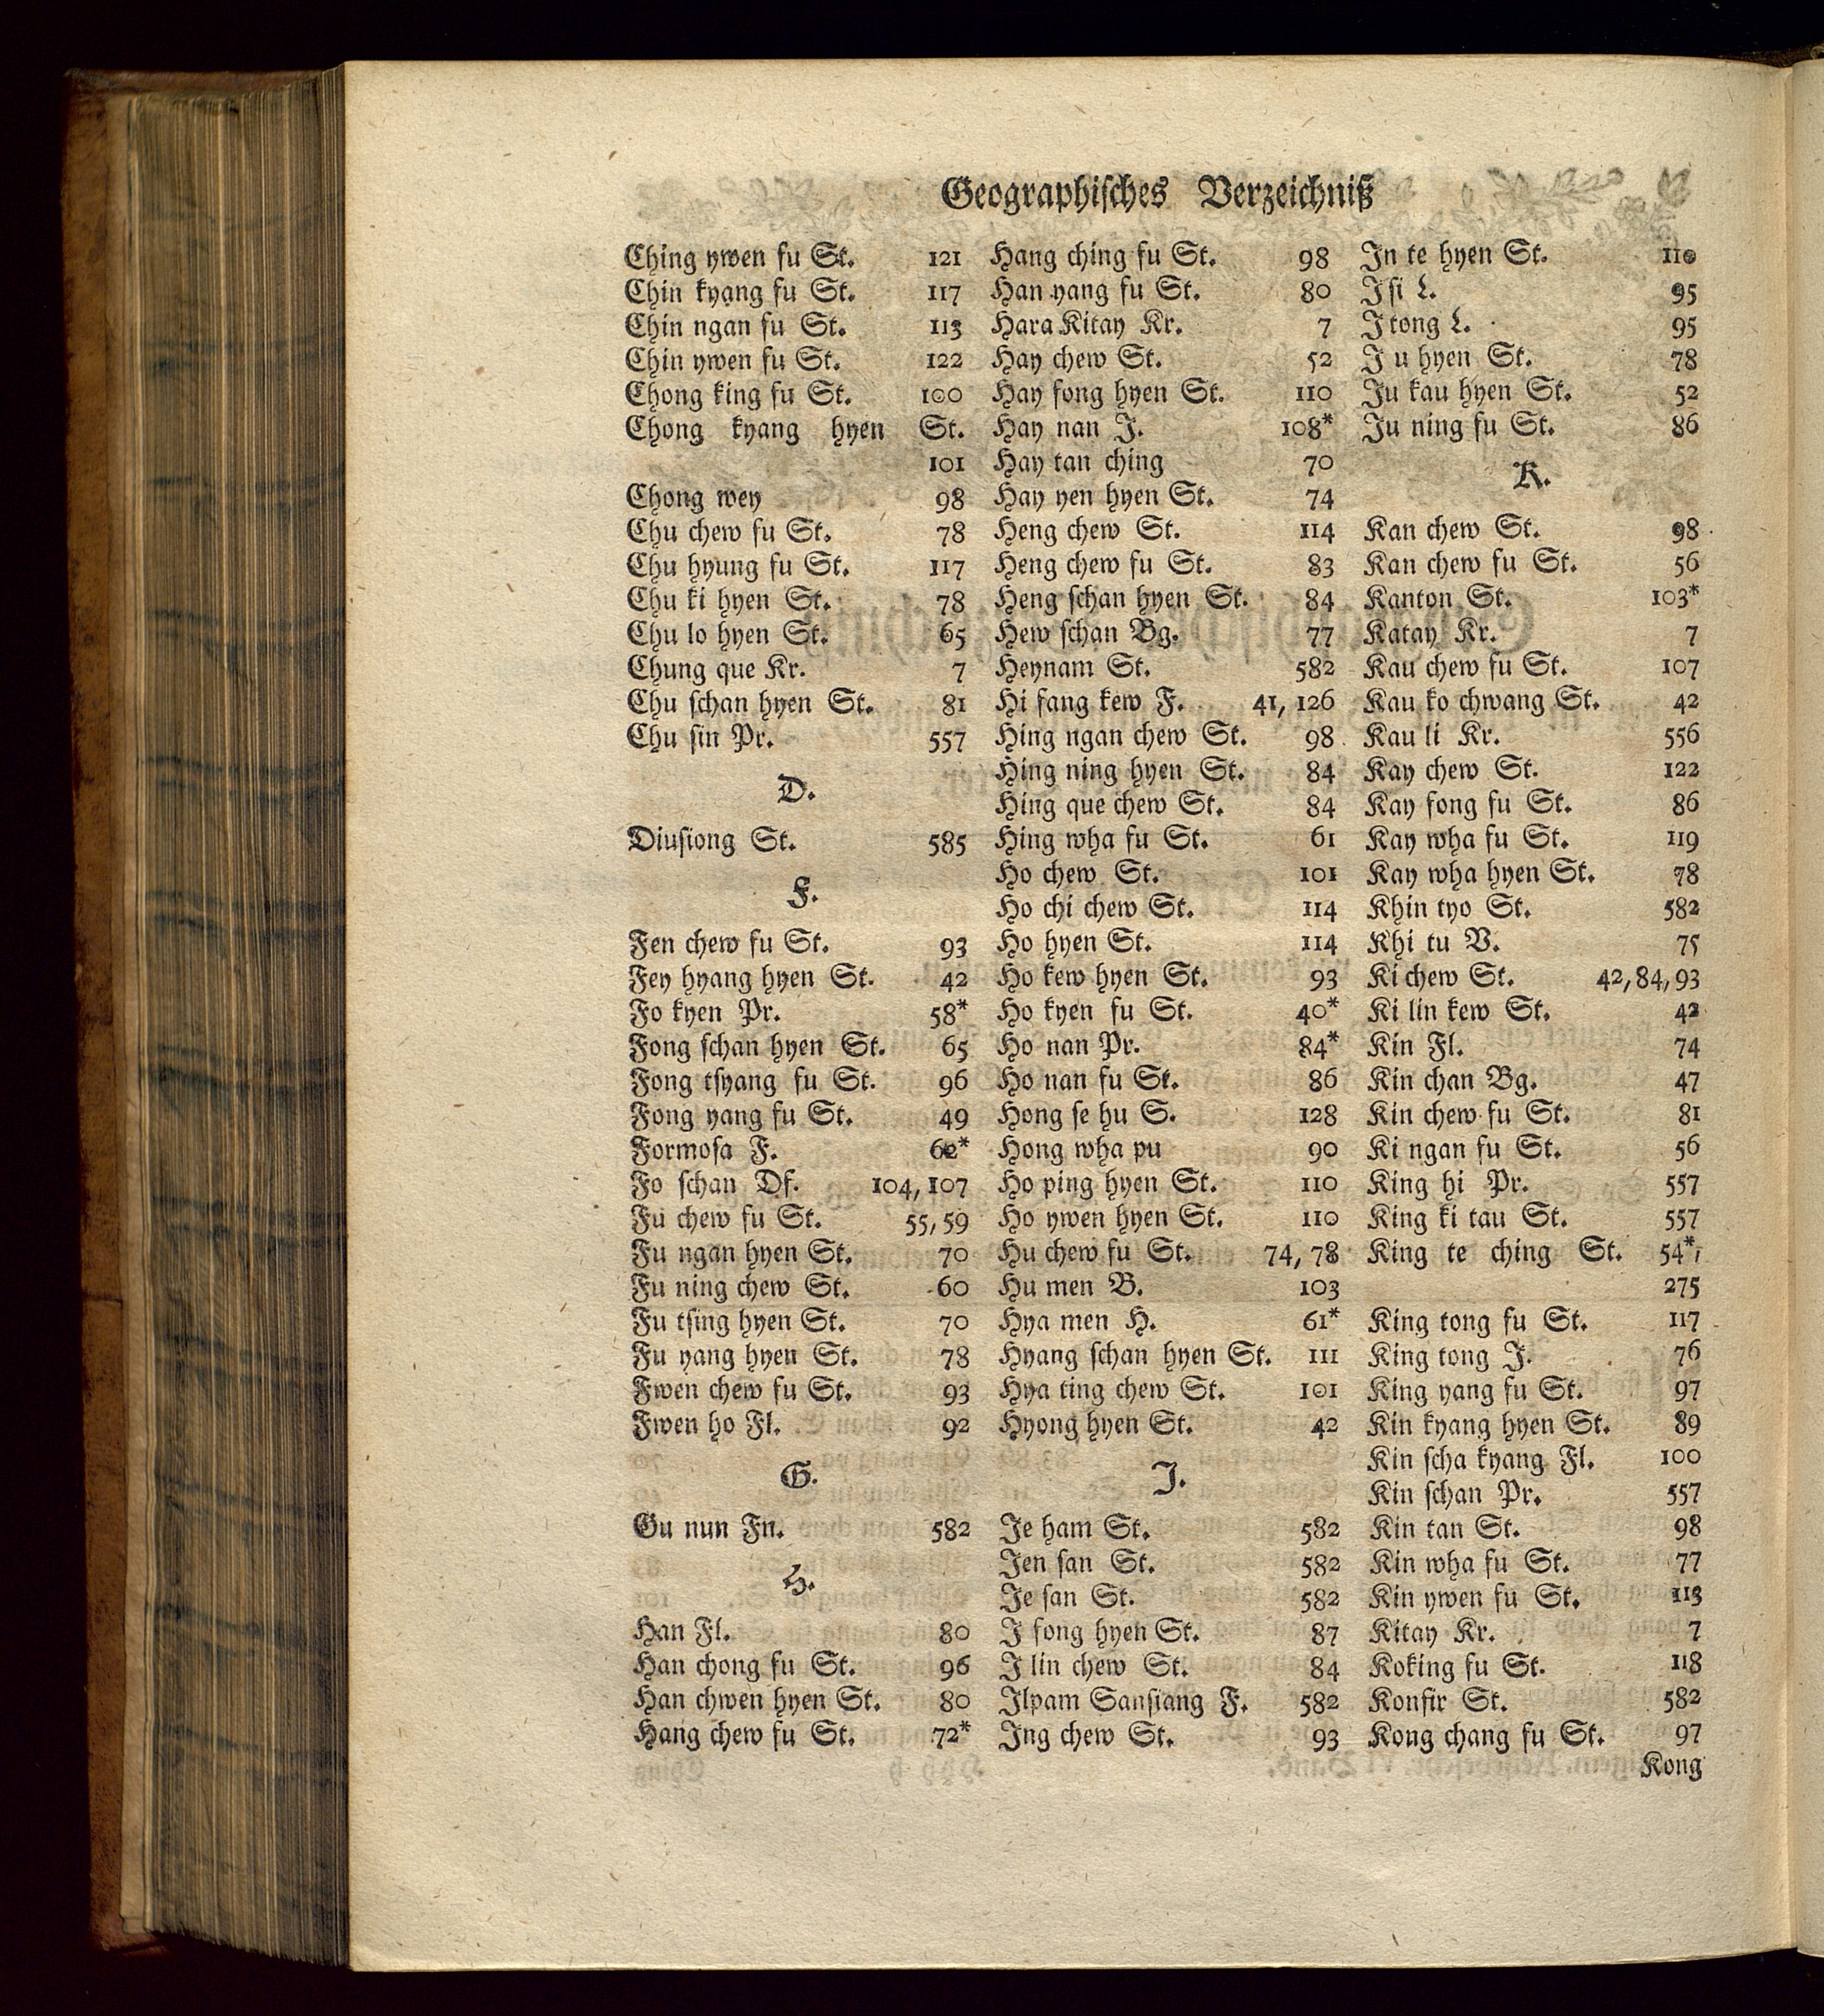 Geographisches Verzeichniß
Ching ywen fu St. 121
Chin kyang fu St. 117
Chin ngan fu St. 113
Chin ywen fu St. 122
Chong king fu St. 100
Chong kyang hyen St.
101
Chong wey 98
Chu chew fu St. 78
Chu hyung fu St. 117
Chu ki hyen St. 78
Chu lo hyen St. 65
Chung que Kr. 7
Chu schan hyen St. 81
Chu sin Pr. 557
D.
Diusiong St. 585
F.
Fen chew fu St. 93
Fey hyang hyen St. 42
Fo kyen Pr. 58*
Fong schan hyen St. 65
Fong tsyang fu St. 96
Fong yang fu St. 49
Formosa F.
Fo schan Df. 104, 107
Fu chew fu St. 55, 59
Fu ngan hyen St. 70
Fu ning chew St. 60
Fu tsing hyen St. 70
Fu yang hyen St. 78
Fwen chew fu St. 93
Fwen ho Fl. 92
G.
Gu nun Fn. 582
H.
Han Fl. 80
Han chong fu St. 96
Han chwen hyen St. 80
Hang chew fu St. 72*
Hang ching fu St. 98
Han yang fu St. 80
Hara Kitay Kr. 7
Hay chew St. 52
Hay fong hyen St. 110
Hay nan J. 108*
Hay tan ching 70
Hay yen hyen St. 74
Heng chew St. 114
Heng chew fu St. 83
Heng schan hyen St. 84
Hew schan Bg. 77
Heynam St. 582
Hi fang kew F. 41, 126
Hing ngan chew St. 98
Hing ning hyen St. 84
Hing que chew St. 84
Hing wha fu St. 61
Ho chew St. 101
Ho chi chew St. 114
Ho hyen St. 114
Ho kew hyen St. 93
Ho kyen fu St. 40*
Ho nan Pr. 84*
Ho nan fu St. 86
Hong se hu S. 128
Hong wha pu 90
Ho ping hyen St. 110
Ho ywen hyen St. 110
Hu chew fu St. 74, 78
Hu men B. 103
Hya men H. 61*
Hyang schan hyen St. 111
Hya ting chew St. 101
Hyong hyen St. 42
J.
Je ham St. 582
Jen san St. 582
Je san St. 582
J fong hyen St. 87
J lin chew St. 84
Jlpam Sansiang F. 582
Jng chew St. 93
Jn te hyen St. 110
J si L. 95
J tong L. 95
J u hyen St. 78
Ju kau hyen St. 52
Ju ning fu St. 86
K.
Kan chew St. 98
Kan chew fu St. 56
Kanton St. 103*
Katay Kr. 7
Kau chew fu St. 107
Kau ko chwang St. 42
Kau li Kr. 556
Kay chew St. 122
Kay fong fu St. 86
Kay wha fu St. 119
Kay wha hyen St. 78
Khin tyo St. 582
Khi tu V. 75
Ki chew St. 42, 84, 93
Ki lin kew St. 42
Kin Fl. 74
Kin chan Bg. 47
Kin chew fu St. 81
Ki ngan fu St. 56
King hi Pr. 557
King ki tau St. 557
King te ching St. 54*,
275
King tong fu St. 117
King tong J. 76
King yang fu St. 97
Kin kyang hyen St. 89
Kin scha kyang Fl. 100
Kin schan Pr. 557
Kin tan St. 98
Kin wha fu St. 77
Kin ywen fu St. 113
Kitay Kr. 7
Koking fu St. 118
Konfir St. 582
Kong chang fu St. 97
Kong